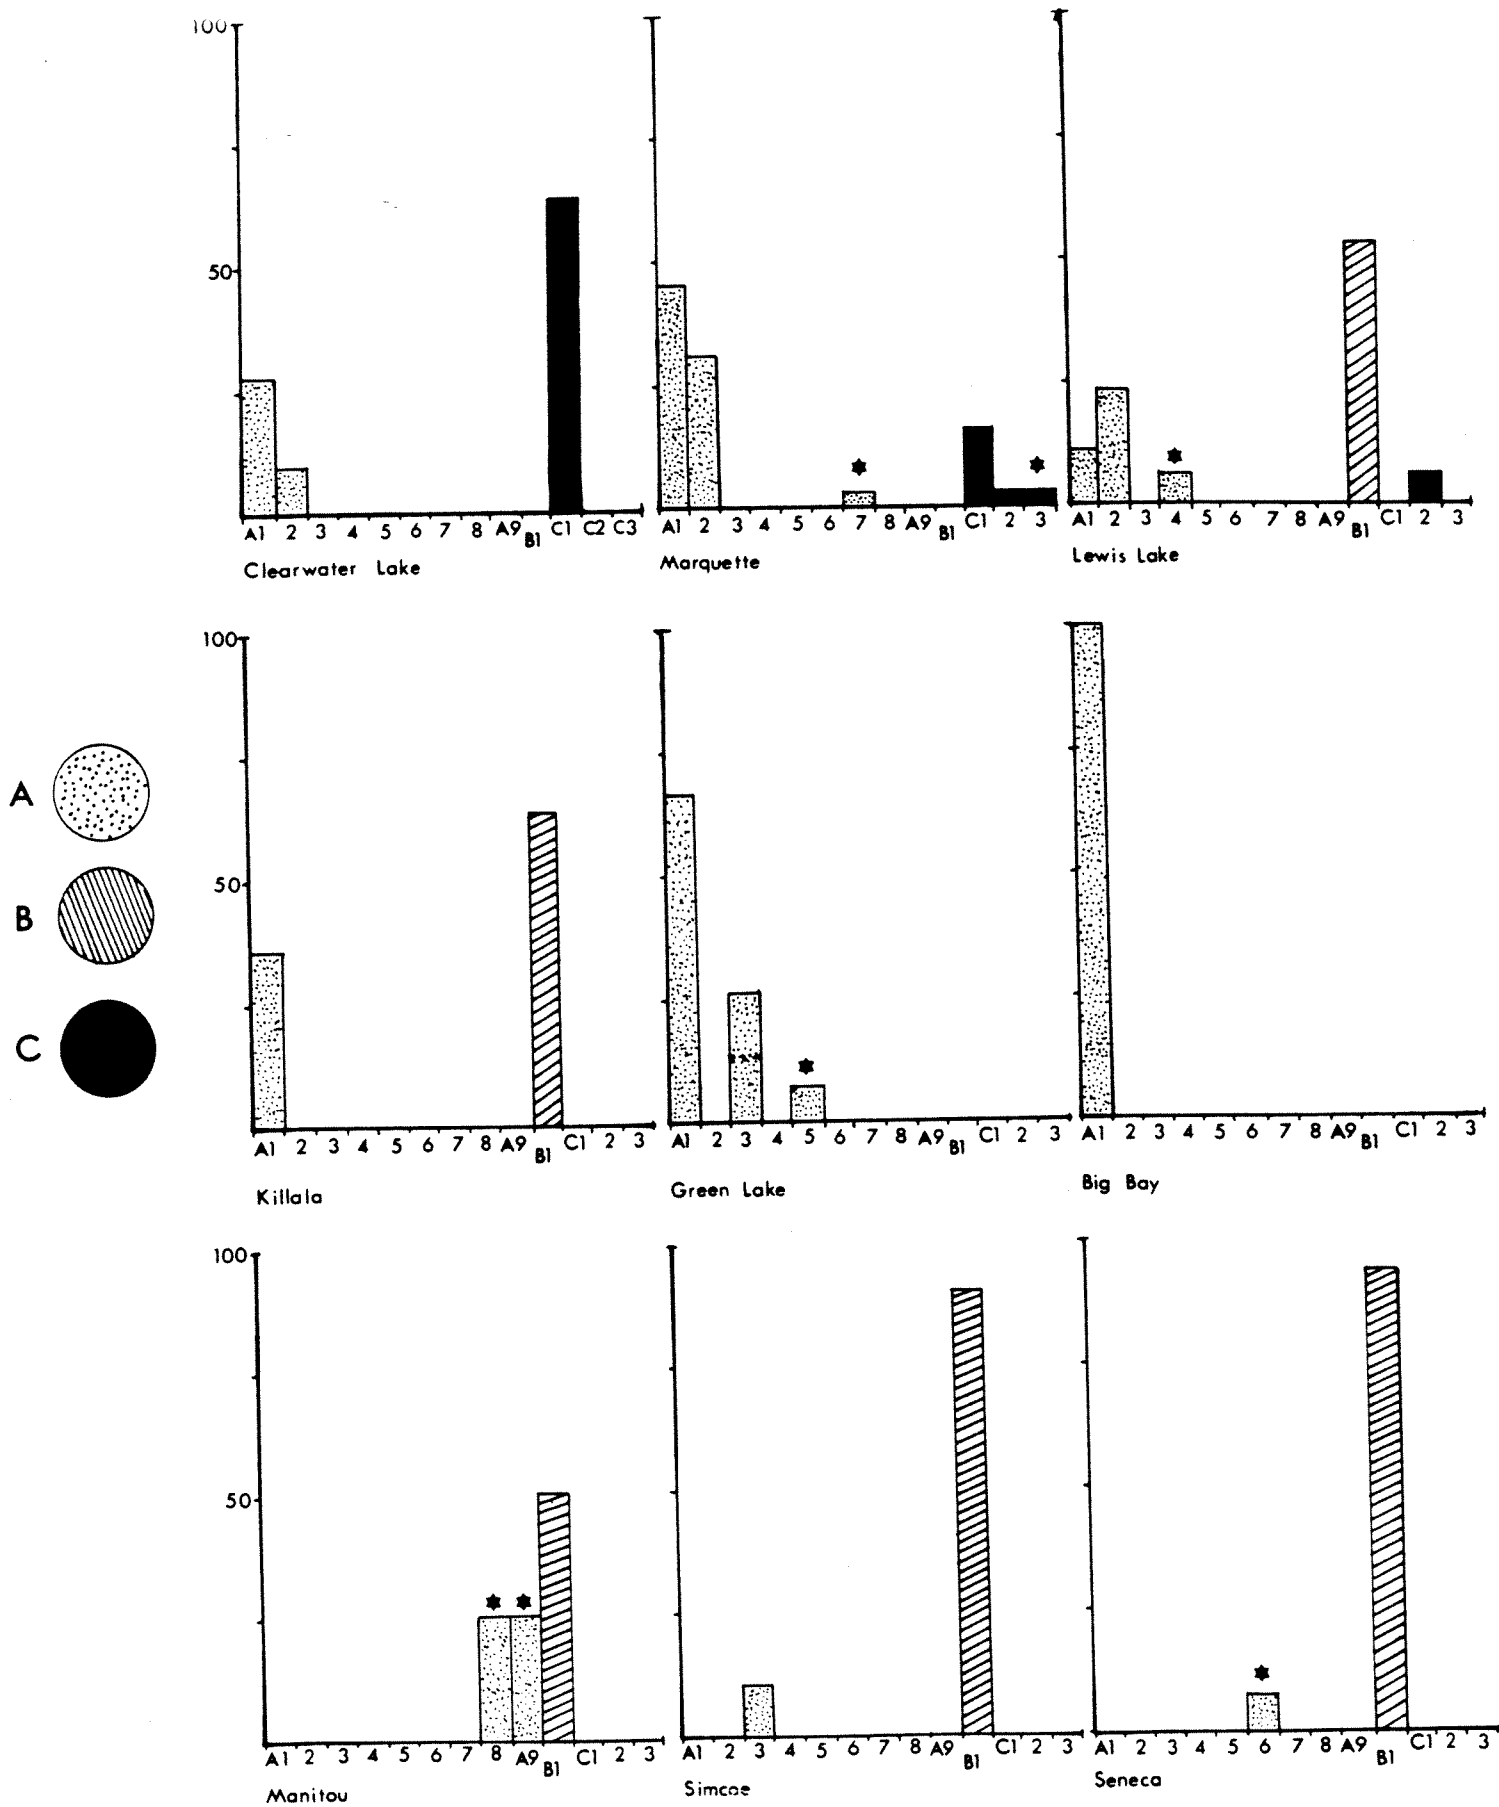 100
50
A1 2 3 4 5 6 7 8 A9 B1 C1 C2 C3
Clearwater Lake
* *
A1 2 3 4 5 6 7 8 A9 B1 C1 2 3
Marquette
*
A1 2 3 4 5 6 7 8 A9 B1 C1 2 3
Lewis Lake
A
B
C
100
50
A1 2 3 4 5 6 7 8 A9 B1 C1 2 3
Killala
*
A1 2 3 4 5 6 7 8 A9 B1 C1 2 3
Green Lake
A1 2 3 4 5 6 7 8 A9 B1 C1 2 3
Big Bay
100
50
* *
A1 2 3 4 5 6 7 8 A9 B1 C1 2 3
Manitou
A1 2 3 4 5 6 7 8 A9 B1 C1 2 3
Simcoe
*
A1 2 3 4 5 6 7 8 A9 B1 C1 2 3
Seneca